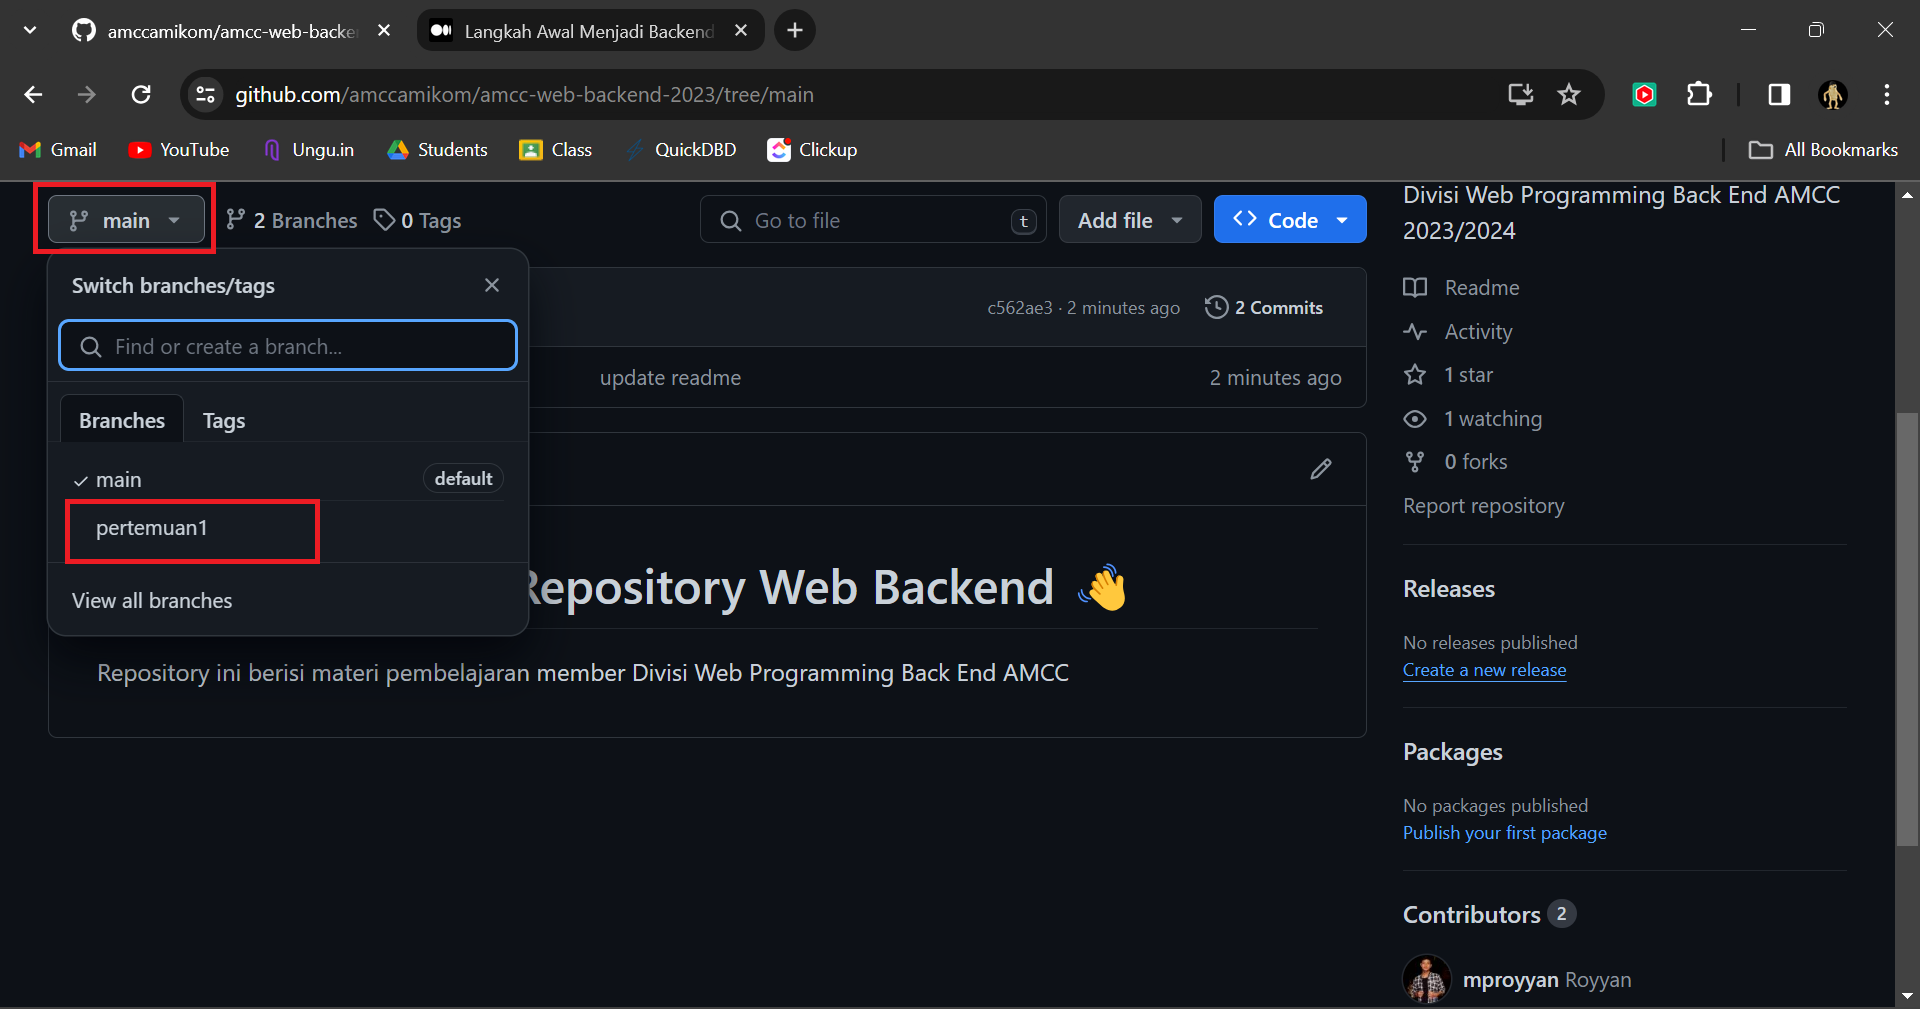 amccamikom/amcc-web-backe
Langkah Awal Menjadi Backend
github.com/amccamikom/amcc-web-backend-2023/tree/main
Gmail
YouTube
Ungu.in
Students
Class
QuickDBD
Clickup
All Bookmarks
main
2 Branches
0 Tags
Go to file
t
Add file
Code
Switch branches/tags
Find or create a branch...
Branches
Tags
main
default
pertemuan1
View all branches
c562ae3 · 2 minutes ago
2 Commits
update readme
2 minutes ago
Repository Web Backend 👋
Repository ini berisi materi pembelajaran member Divisi Web Programming Back End AMCC
Divisi Web Programming Back End AMCC
2023/2024
Readme
Activity
1 star
1 watching
0 forks
Report repository
Releases
No releases published
Create a new release
Packages
No packages published
Publish your first package
Contributors 2
mproyyan Royyan